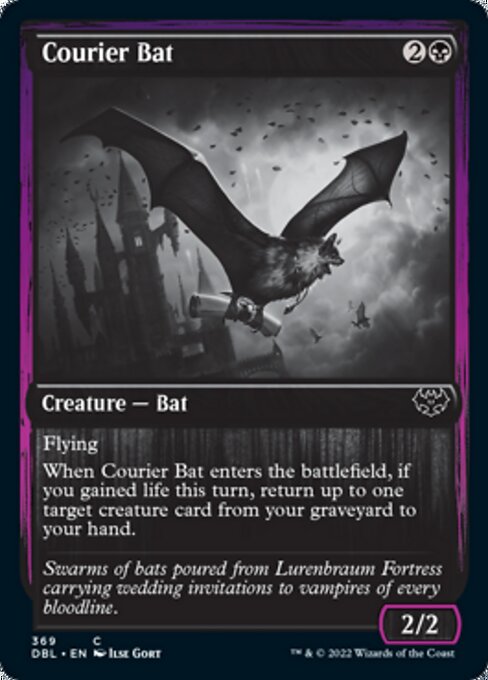 Courier Bat 2
Creature — Bat
Flying
When Courier Bat enters the battlefield, if
you gained life this turn, return up to one
target creature card from your graveyard to
your hand.
Swarms of bats poured from Lurenbraum Fortress
carrying wedding invitations to vampires of every
bloodline.
2/2
369 C
DBL • EN Ilse Gort
™ & © 2022 Wizards of the Coast